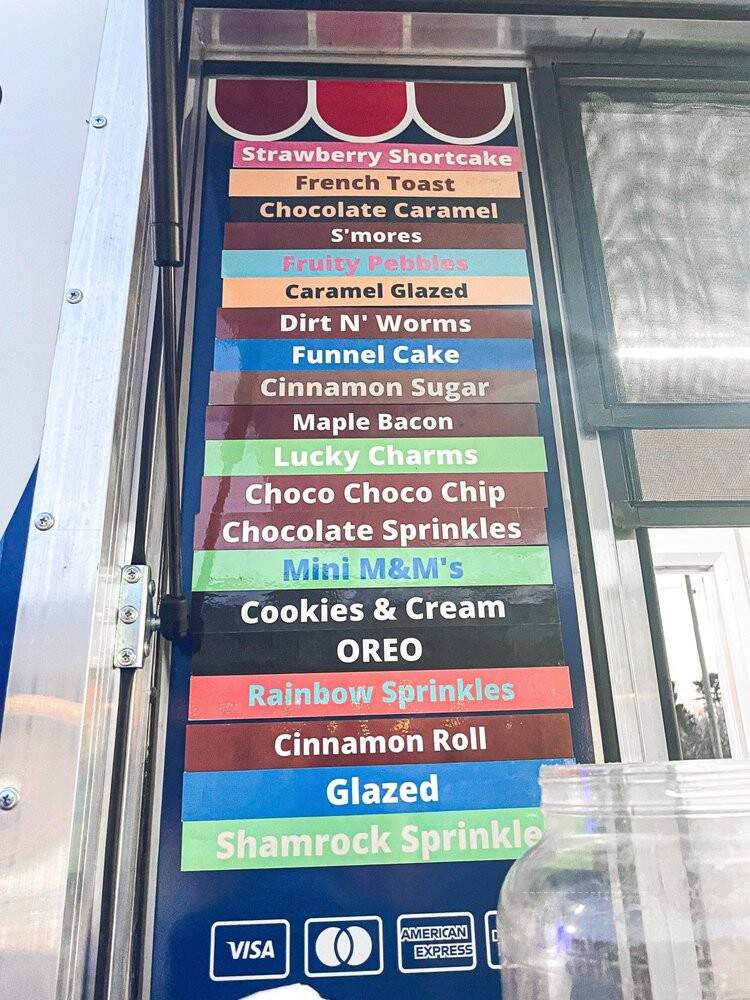 Strawberry Shortcake
French Toast
Chocolate Caramel
S'mores
Fruity Pebbles
Caramel Glazed
Dirt N' Worms
Funnel Cake
Cinnamon Sugar
Maple Bacon
Lucky Charms
Choco Choco Chip
Chocolate Sprinkles
Mini M&M's
Cookies & Cream
OREO
Rainbow Sprinkles
Cinnamon Roll
Glazed
Shamrock Sprinkle
VISA
AMERICAN
EXPRESS